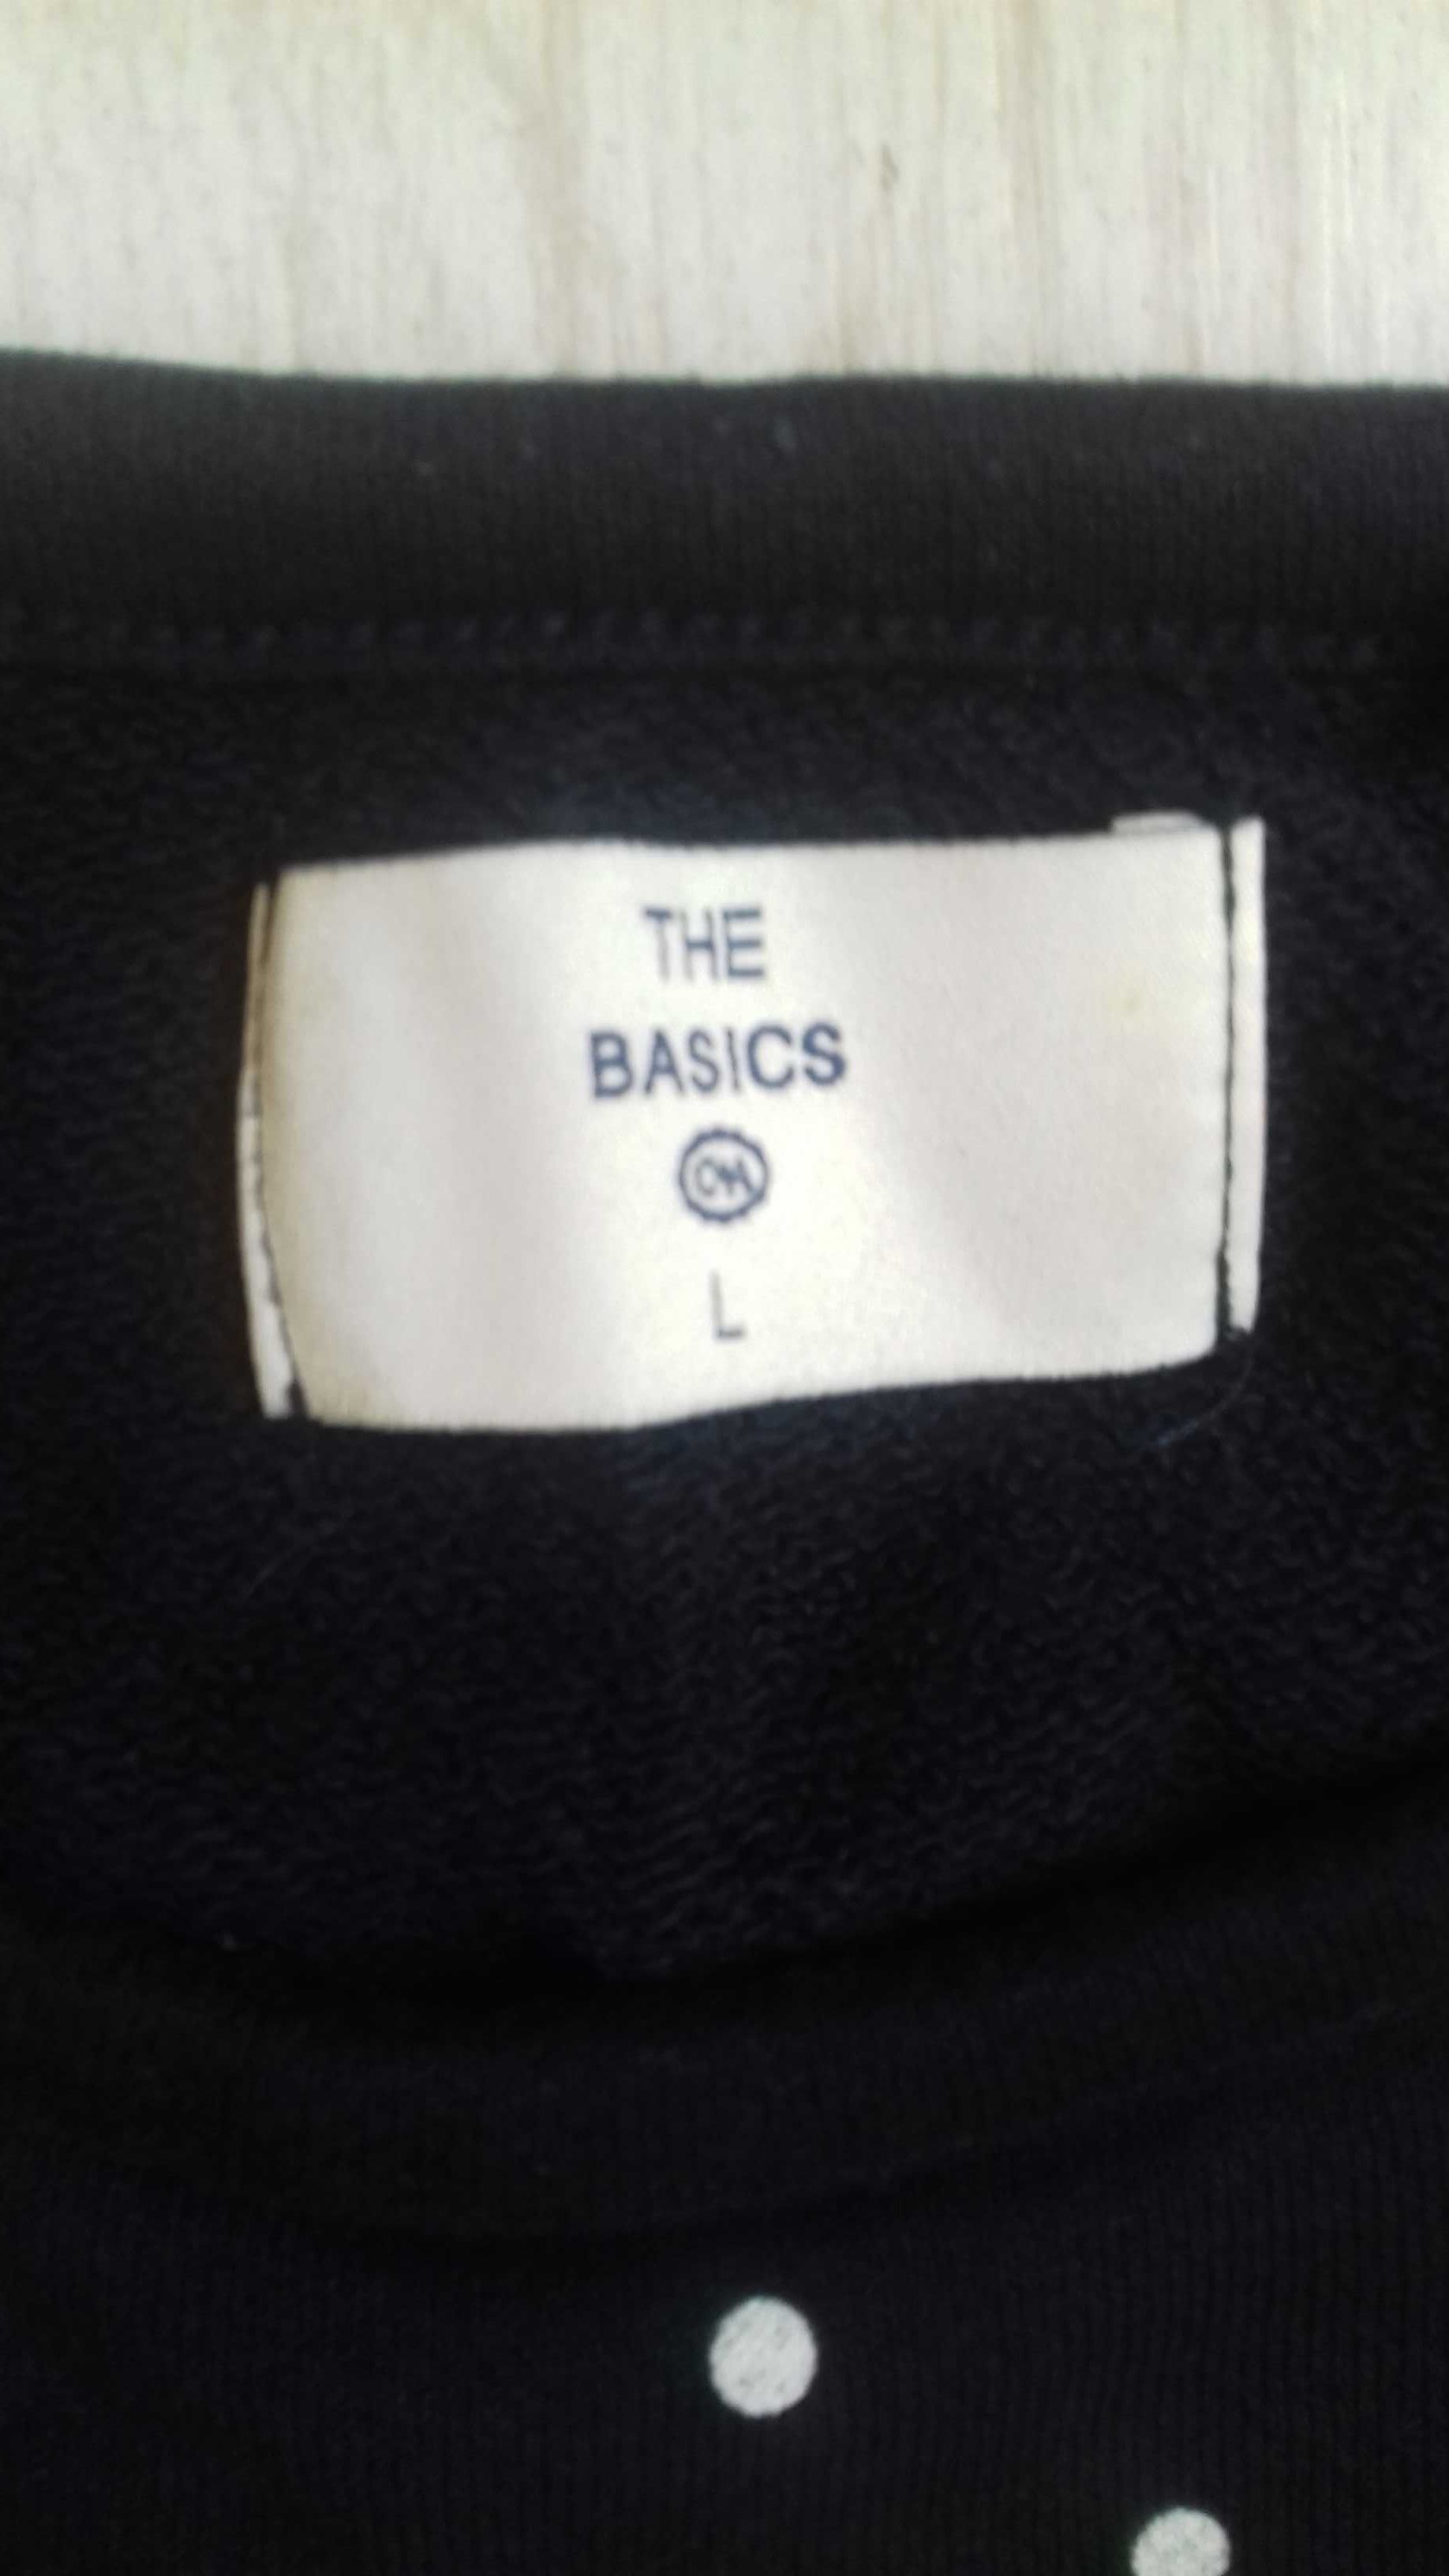 THE
BASICS
C&A
L